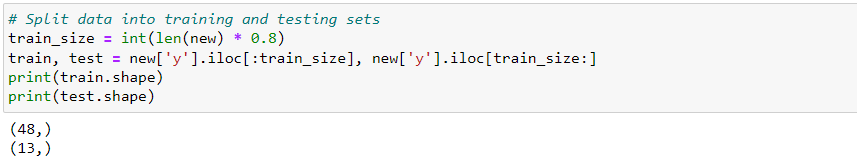 # Split data into training and testing sets
train_size = int(len(new) * 0.8)
train, test = new['y'].iloc[:train_size], new['y'].iloc[train_size:]
print(train.shape)
print(test.shape)
(48,)
(13,)